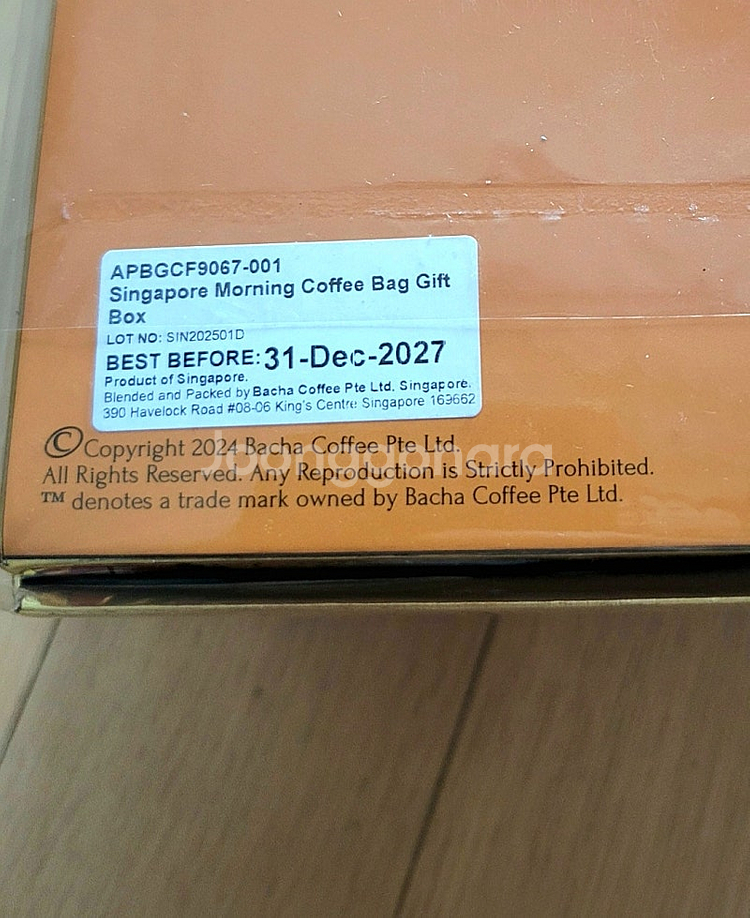 APBGCF9067-001
Singapore Morning Coffee Bag Gift
Box
LOT NO: SIN202501D
BEST BEFORE: 31-Dec-2027
Product of Singapore.
Blended and Packed by Bacha Coffee Pte Ltd. Singapore.
390 Havelock Road #08-06 King's Centre Singapore 169662
© Copyright 2024 Bacha Coffee Pte Ltd.
All Rights Reserved. Any Reproduction is Strictly Prohibited.
™ denotes a trade mark owned by Bacha Coffee Pte Ltd.
Joonggonara